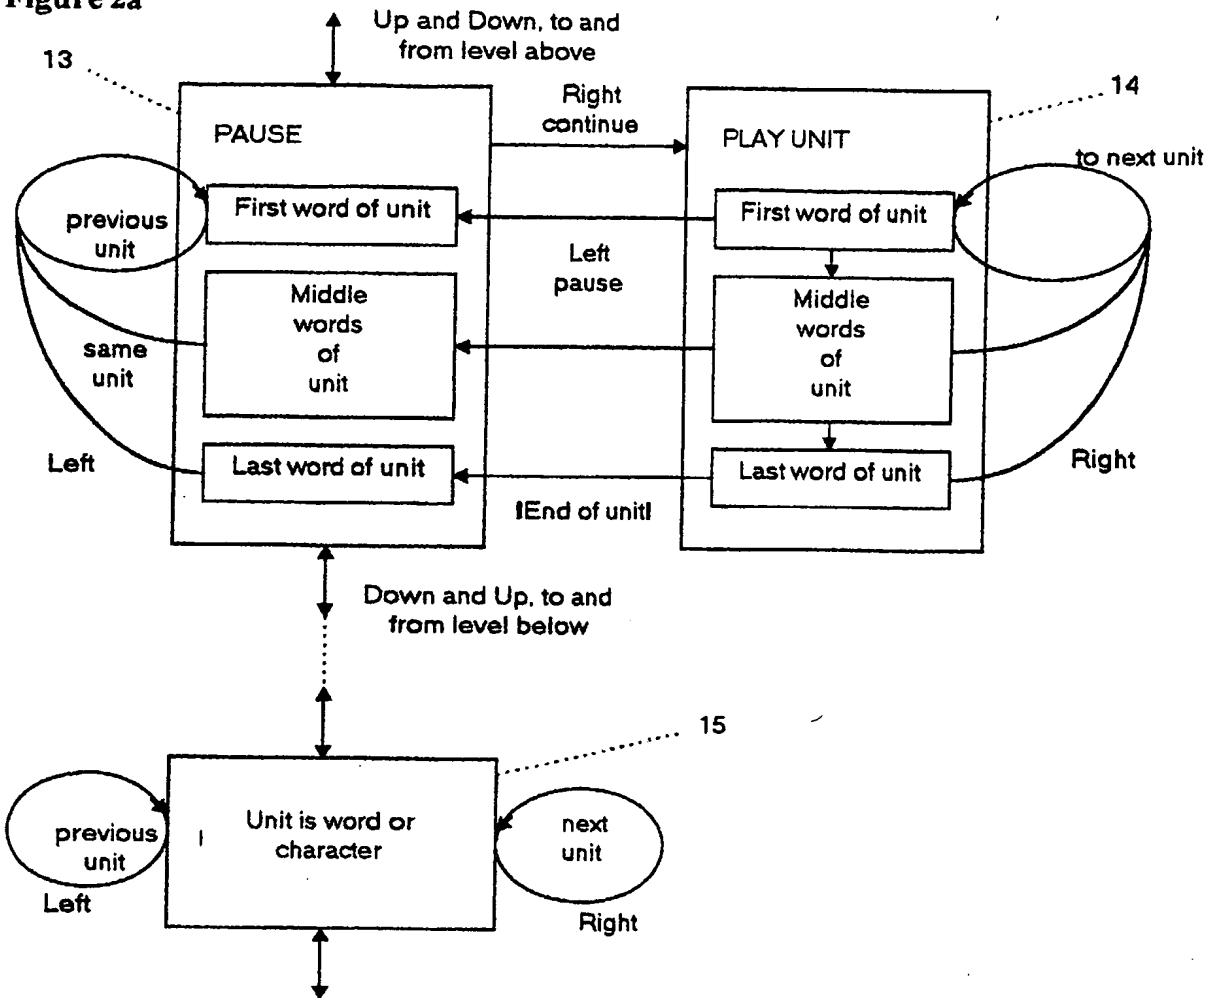 Figure 2a
Up and Down, to and
from level above
13
14
Right
continue
PAUSE
PLAY UNIT
to next unit
First word of unit
First word of unit
previous
unit
Left
pause
Middle
words
of
unit
Middle
words
of
unit
same
unit
Left
Last word of unit
Last word of unit
Right
!End of unit!
Down and Up, to and
from level below
15
Unit is word or
character
previous
unit
next
unit
Left
Right